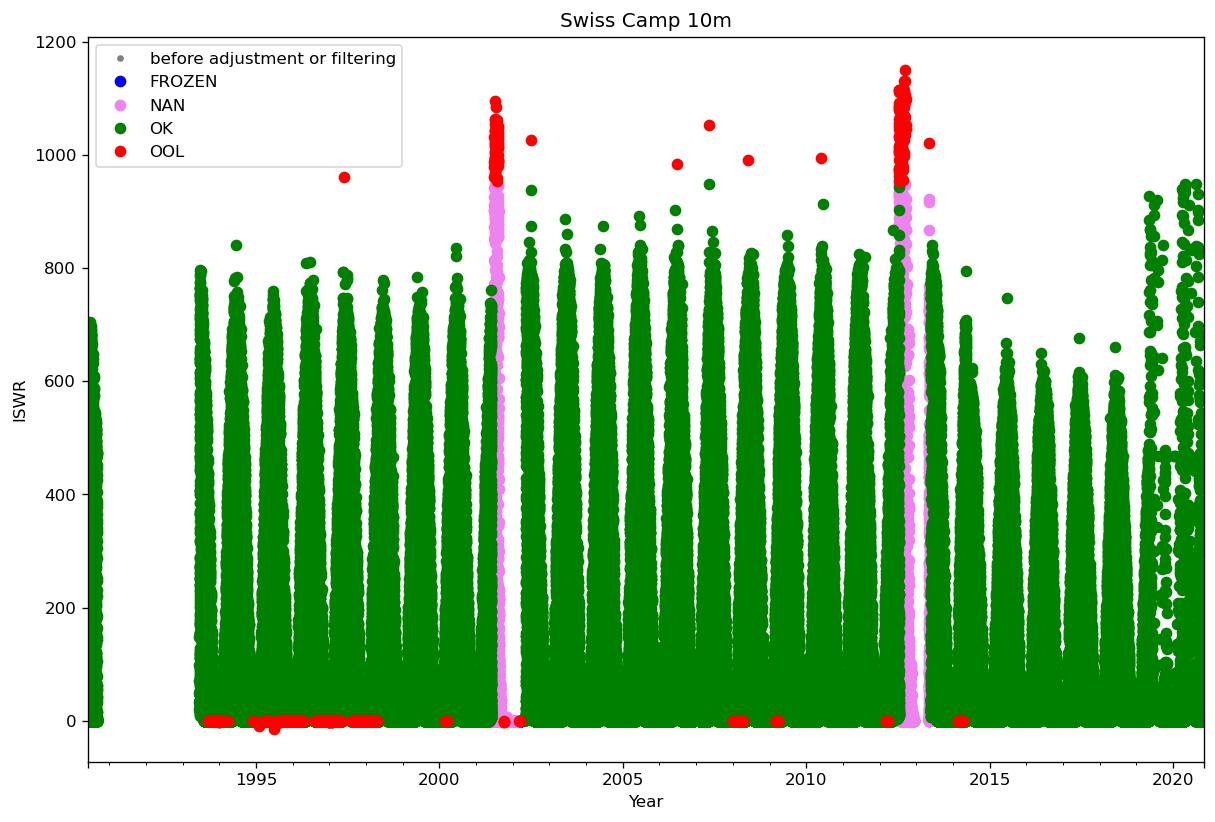 Swiss Camp 10m
before adjustment or filtering
FROZEN
NAN
OK
OOL
1200
1000
800
600
400
200
0
ISWR
1995 2000 2005 2010 2015 2020
Year